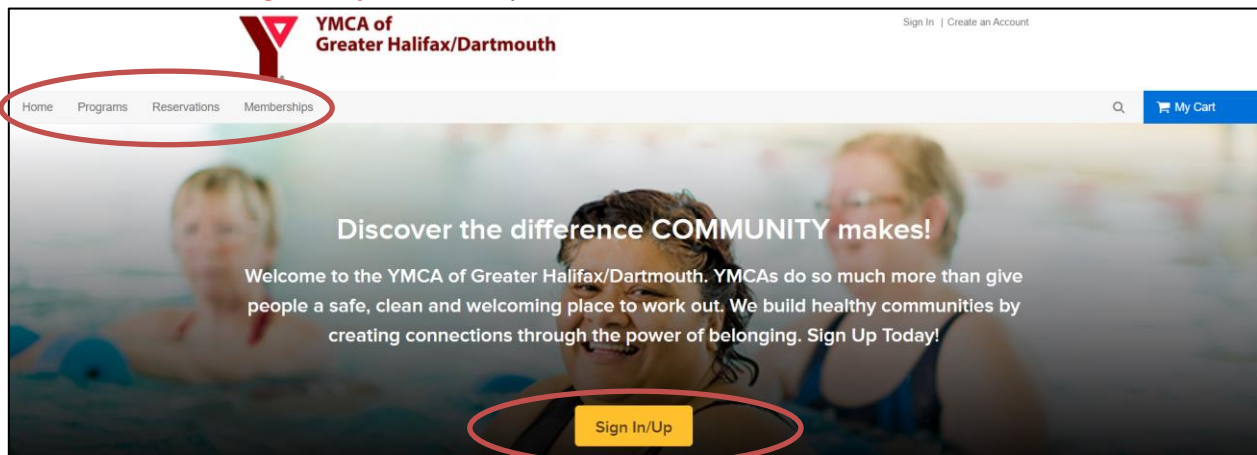 YMCA of
Greater Halifax/Dartmouth
Sign In | Create an Account
Home Programs Reservations Memberships
My Cart
Discover the difference COMMUNITY makes!
Welcome to the YMCA of Greater Halifax/Dartmouth. YMCAs do so much more than give
people a safe, clean and welcoming place to work out. We build healthy communities by
creating connections through the power of belonging. Sign Up Today!
Sign In/Up